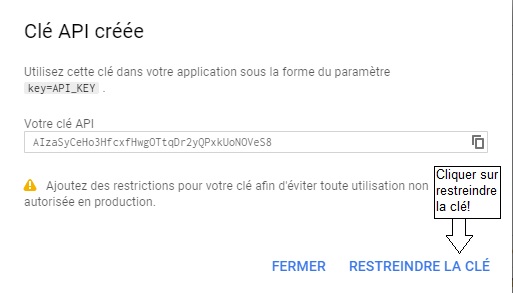 Clé API créée
Utilisez cette clé dans votre application sous la forme du paramètre
key=API_KEY .
Votre clé API
AIzaSyCeHo3HfcxfHwgOTtqDr2yQPxkUoNOVeS8
Ajoutez des restrictions pour votre clé afin d'éviter toute utilisation non
autorisée en production.
Cliquer sur
restreindre
la clé!
FERMER RESTREINDRE LA CLÉ